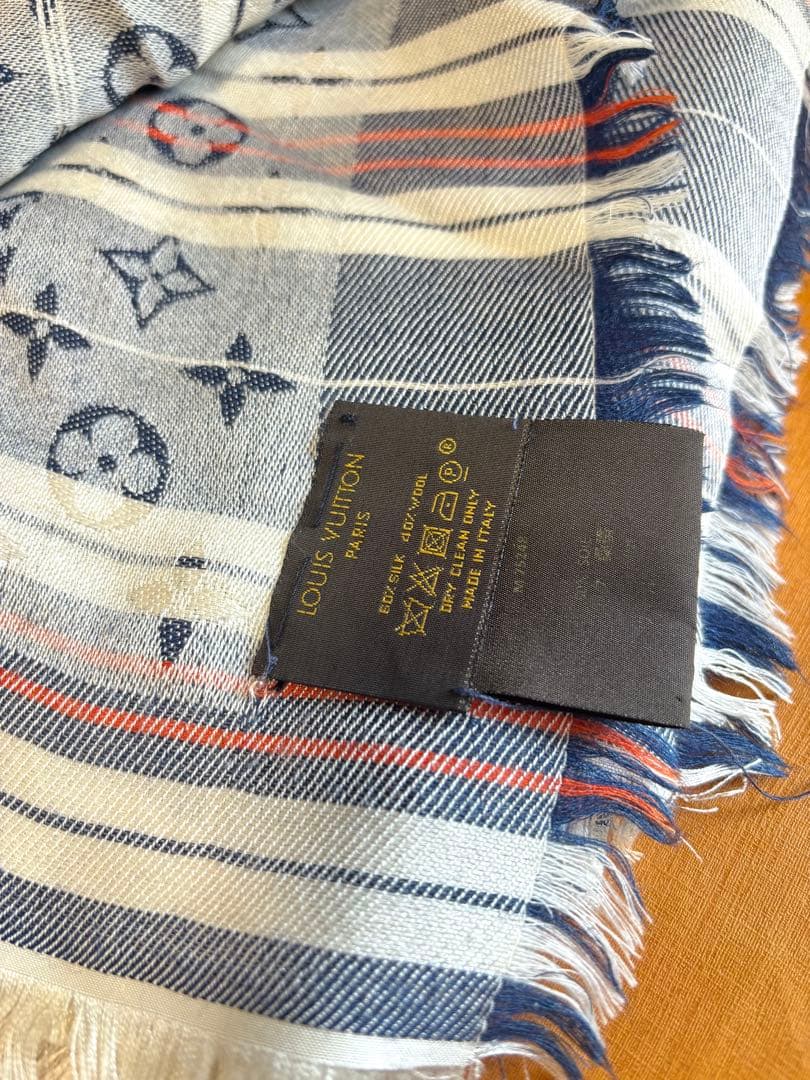 LOUIS VUITTON
PARIS
60% SILK 40% WOOL
DRY CLEAN ONLY
MADE IN ITALY